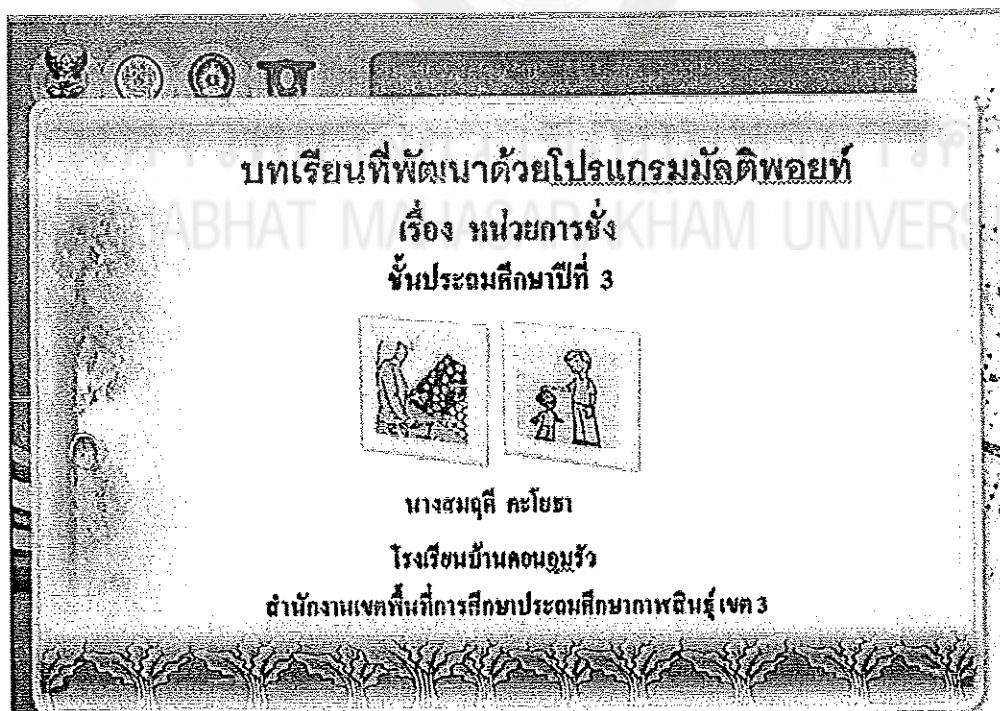 บทเรียนที่พัฒนาด้วยโปรแกรมมัลติพอยท์
เรื่อง หน่วยการชั่ง
ชั้นประถมศึกษาปีที่ 3
นางสมฤดี คะโยธา
โรงเรียนบ้านดอนอุมรัว
สำนักงานเขตพื้นที่การศึกษาประถมศึกษากาฬสินธุ์ เขต 3